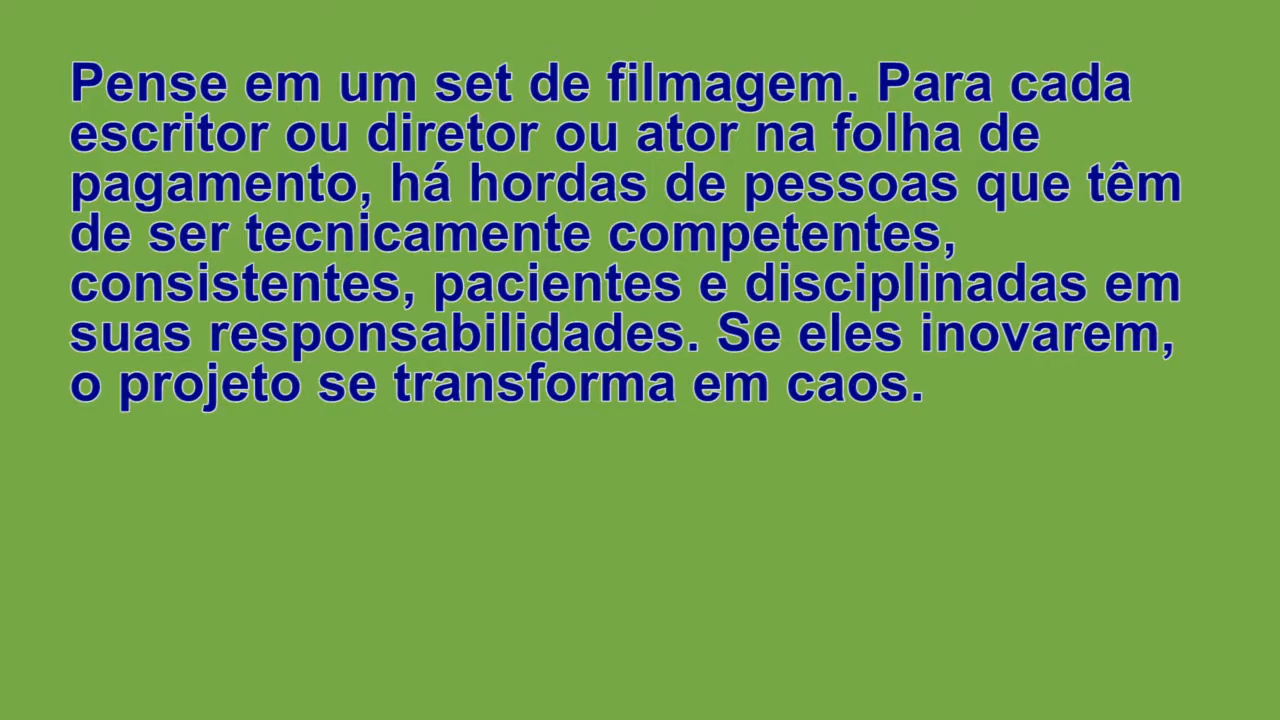 Pense em um set de filmagem. Para cada
escritor ou diretor ou ator na folha de
pagamento, há hordas de pessoas que têm
de ser tecnicamente competentes,
consistentes, pacientes e disciplinadas em
suas responsabilidades. Se eles inovarem,
o projeto se transforma em caos.